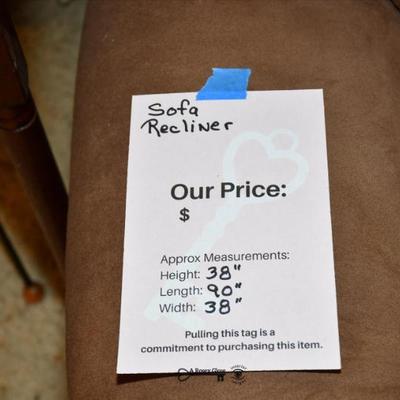 Sofa
Recliner
Our Price:
$
Approx Measurements:
Height: 38"
Length: 90"
Width: 38"
Pulling this tag is a
commitment to purchasing this item.